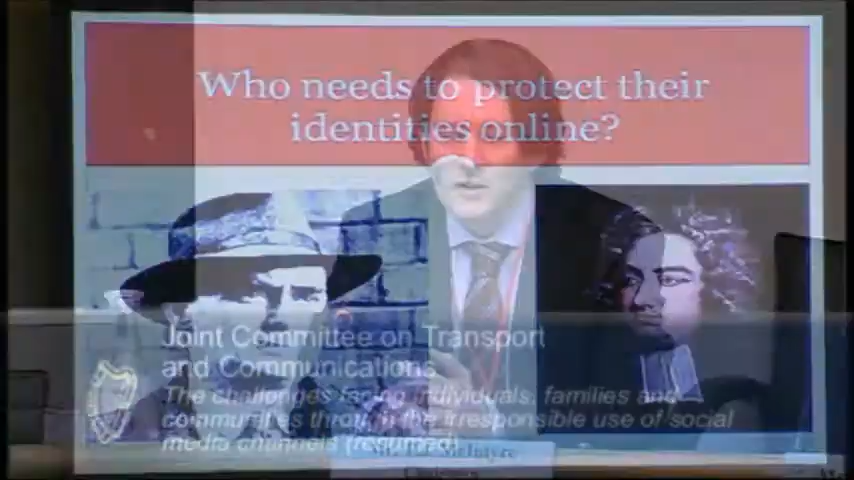 Who needs to protect their
identities online?
Joint Committee on Transport
and Communications
The challenges facing individuals, families and
communities through the irresponsible use of social
media channels (resumed)
McIntyre